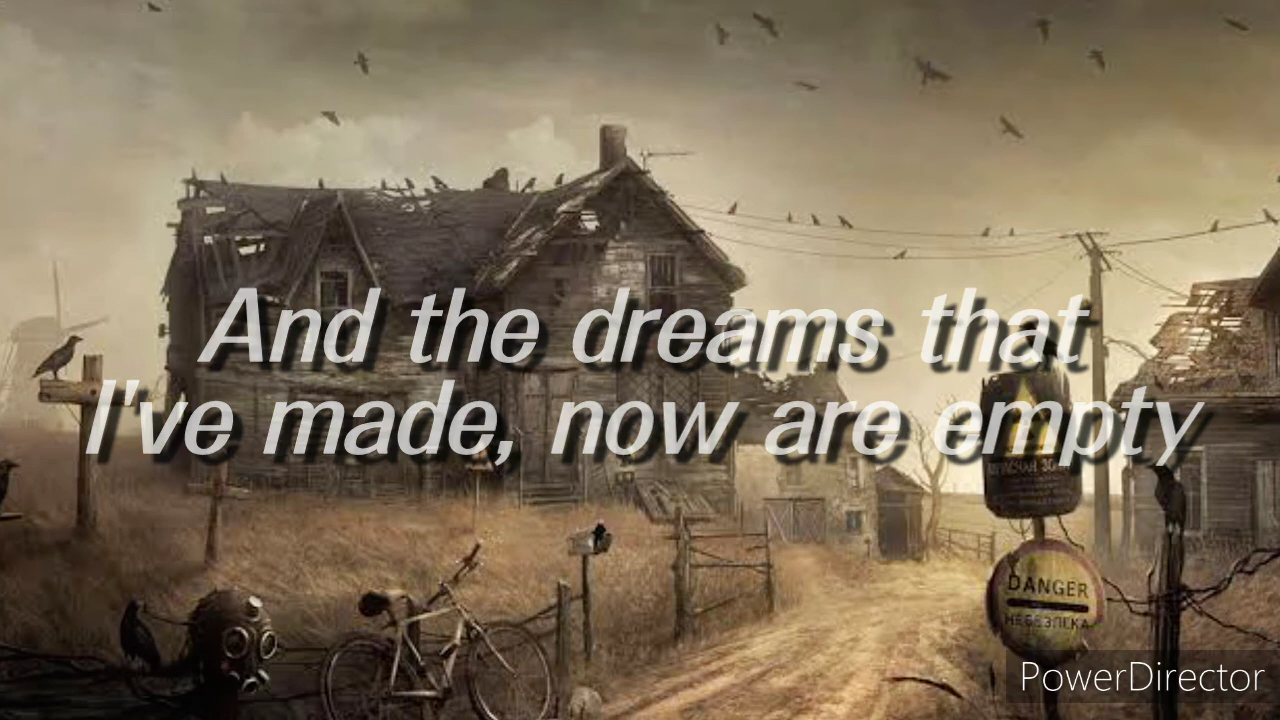 And the dreams that
I've made, now are empty
DANGER
НЕБЕЗПЕКА
PowerDirector